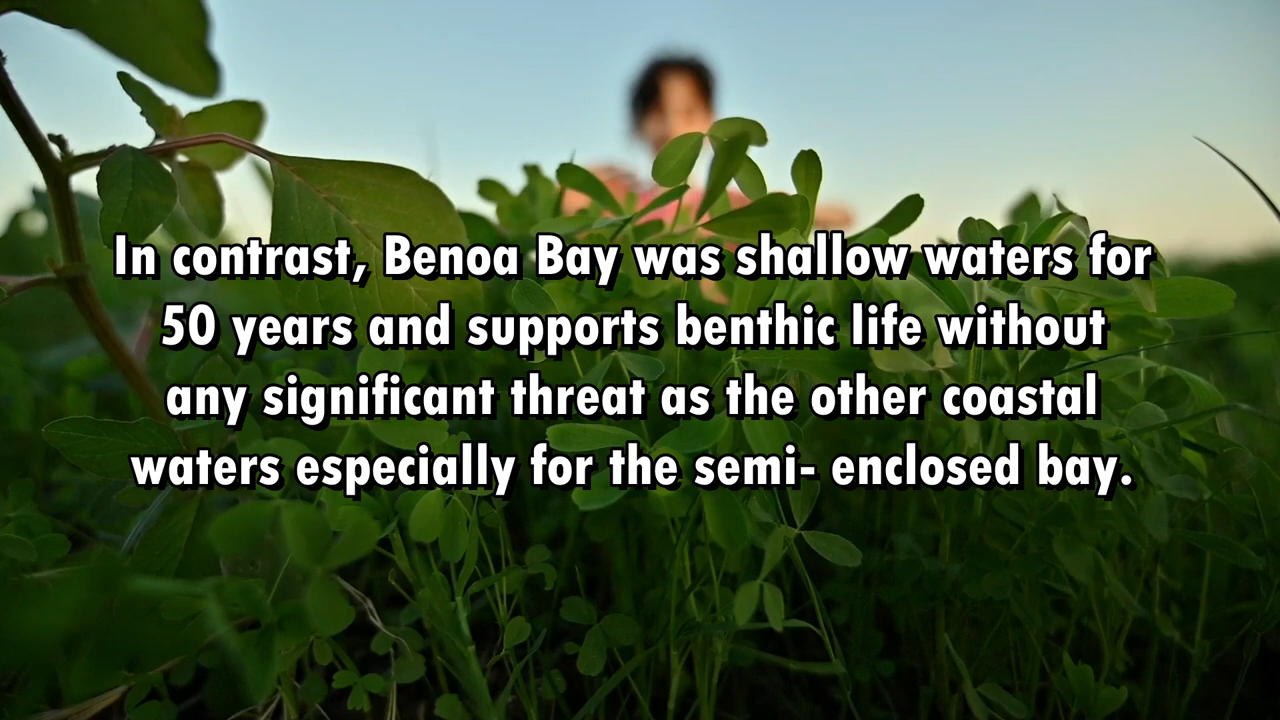 In contrast, Benoa Bay was shallow waters for
50 years and supports benthic life without
any significant threat as the other coastal
waters especially for the semi- enclosed bay.